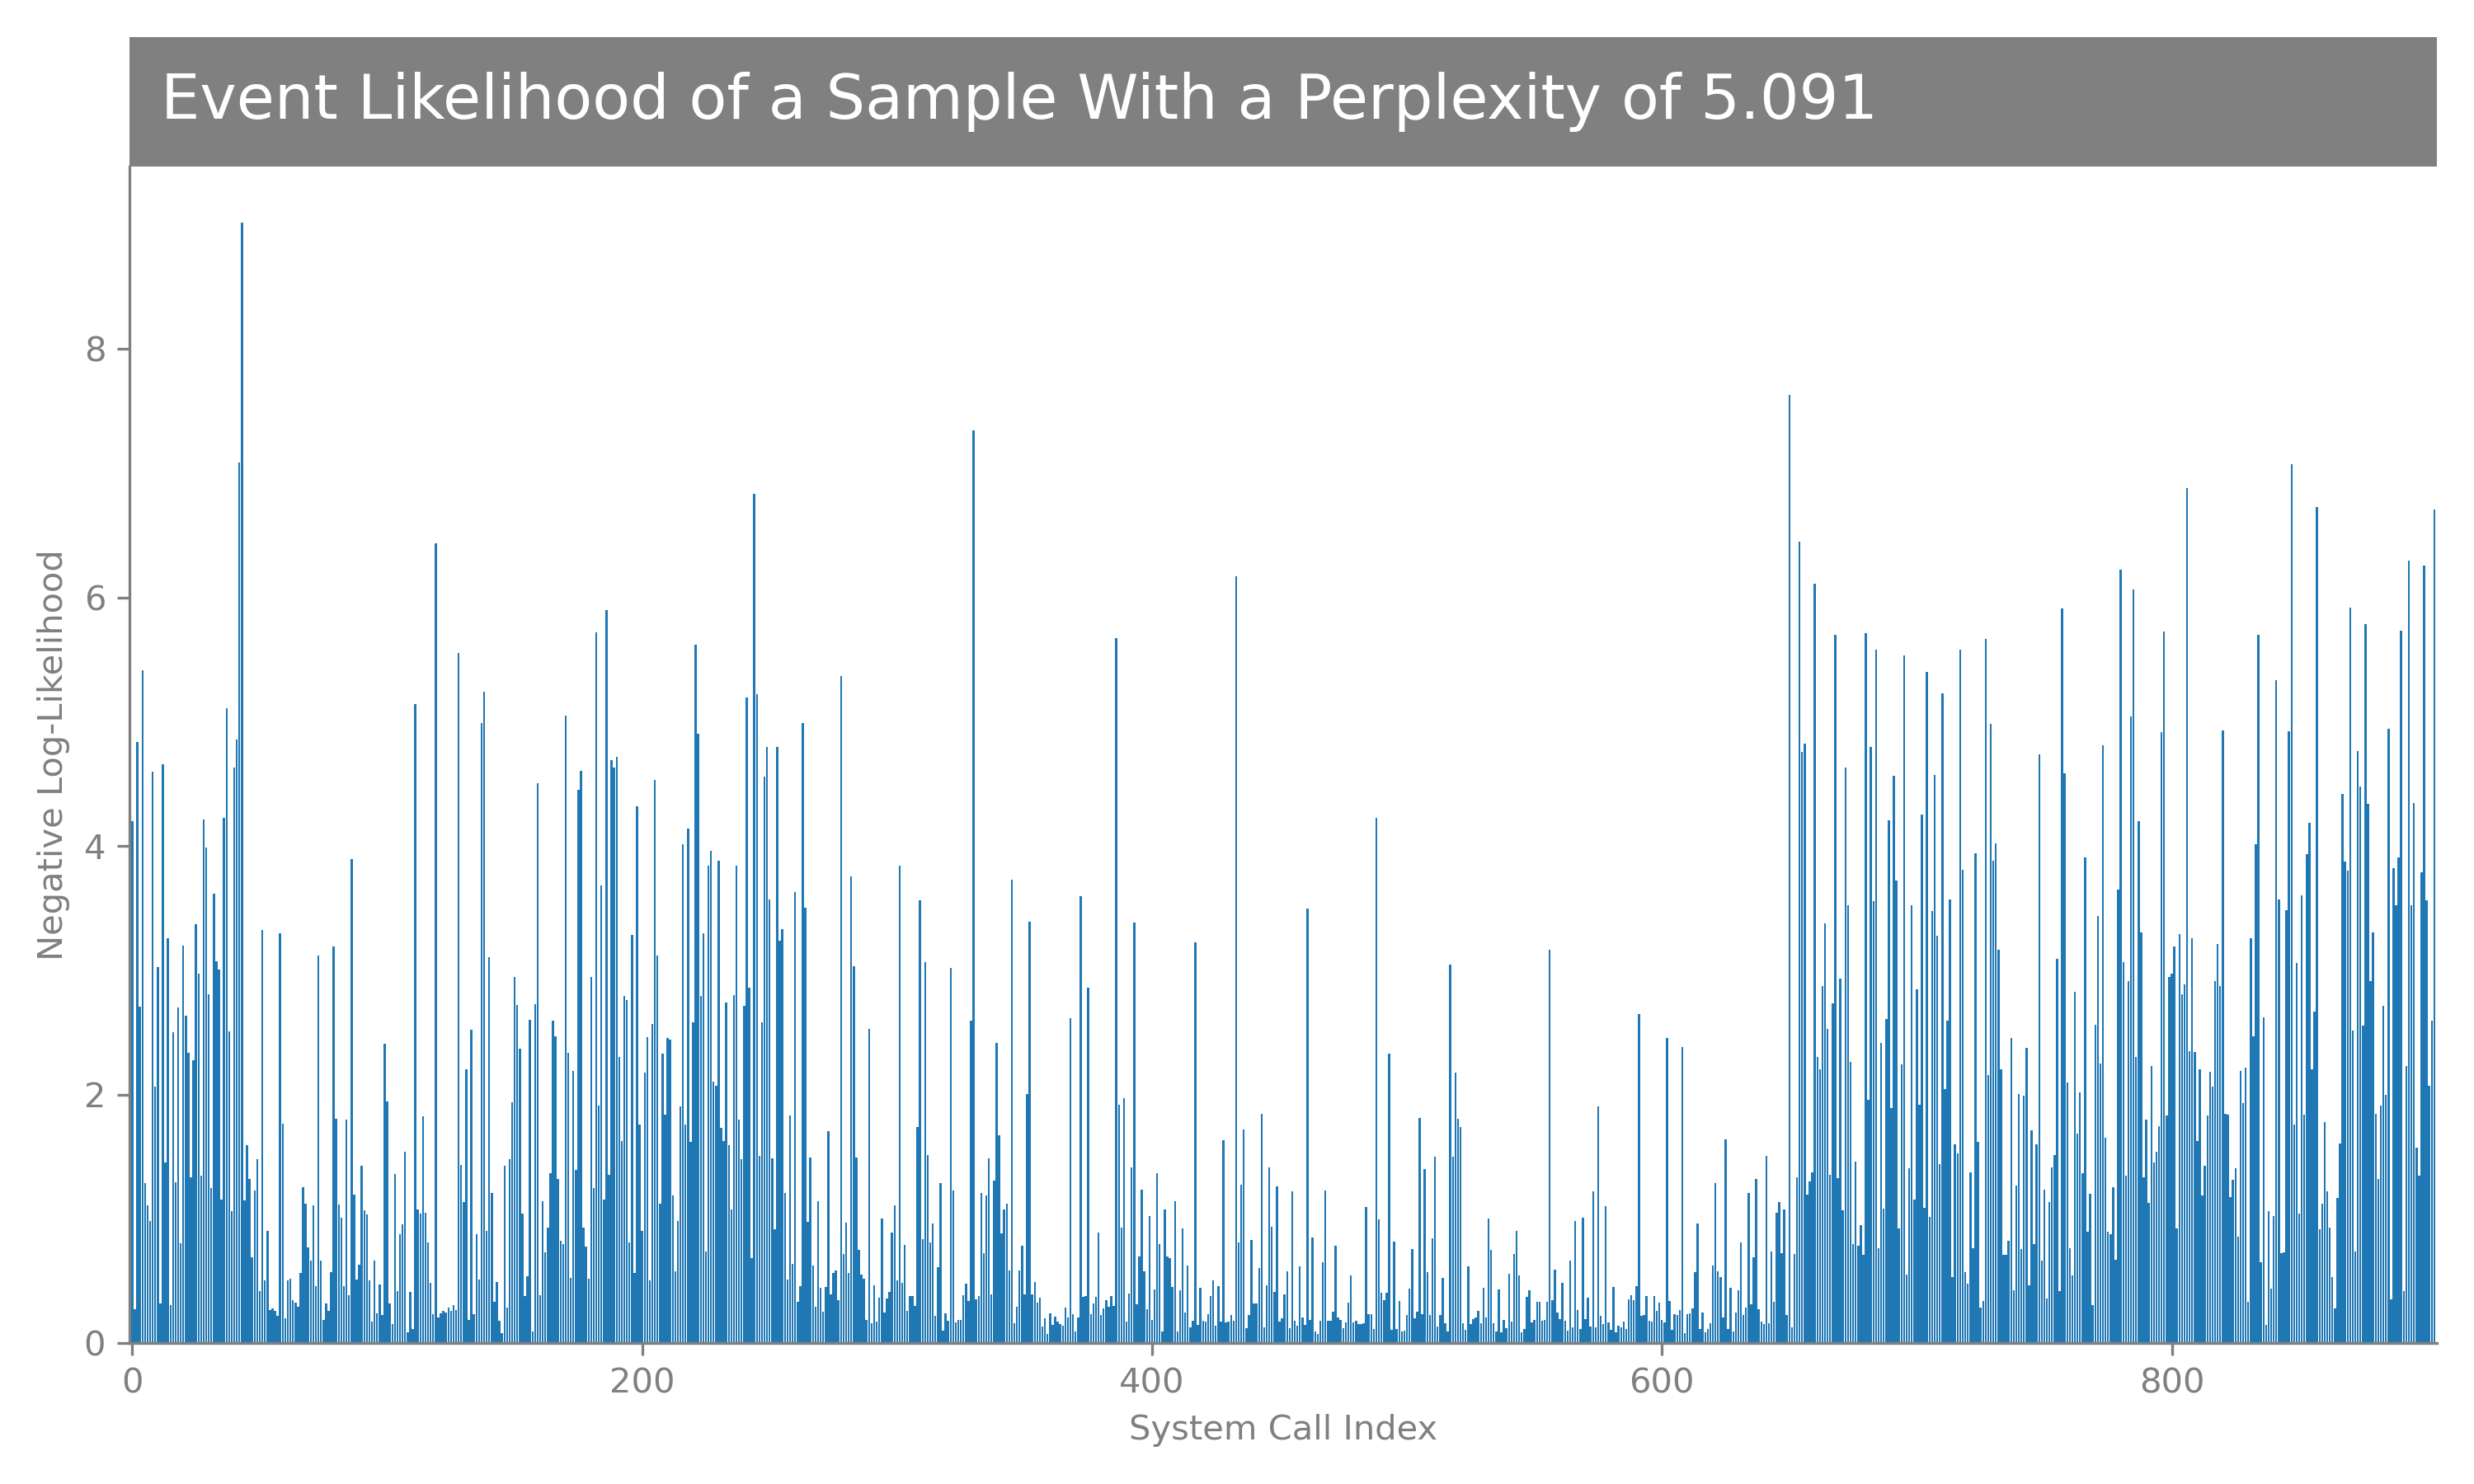 Event Likelihood of a Sample With a Perplexity of 5.091
8
6
4
2
0
Negative Log-Likelihood
0 200 400 600 800
System Call Index